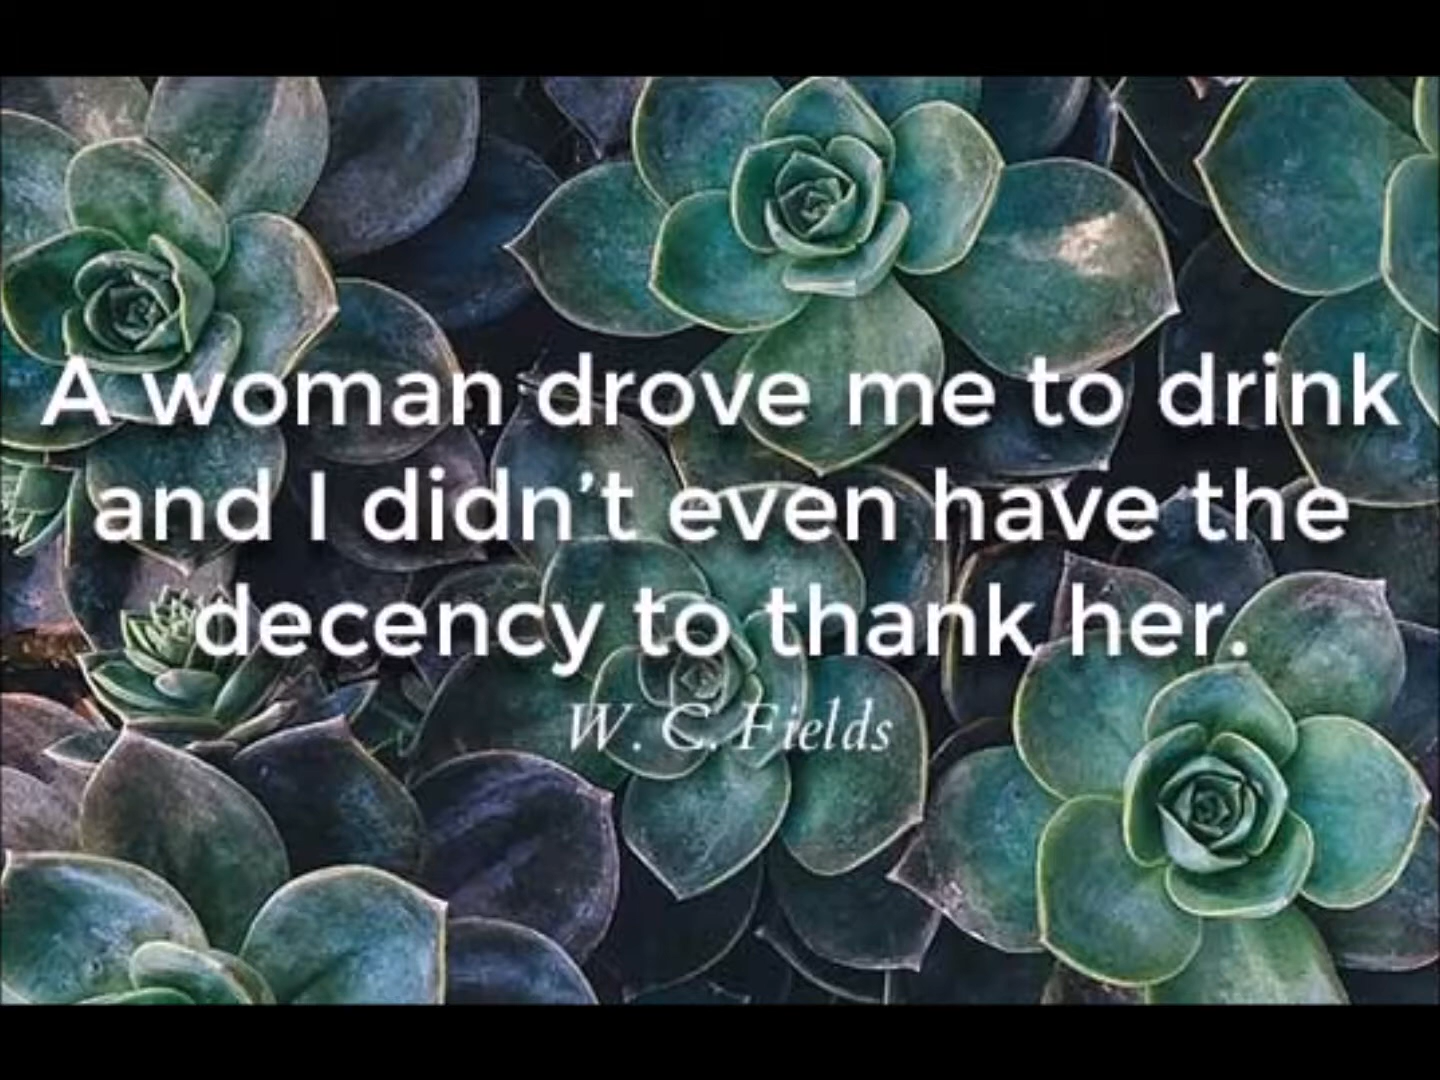 A woman drove me to drink
and I didn't even have the
decency to thank her.
W. C. Fields